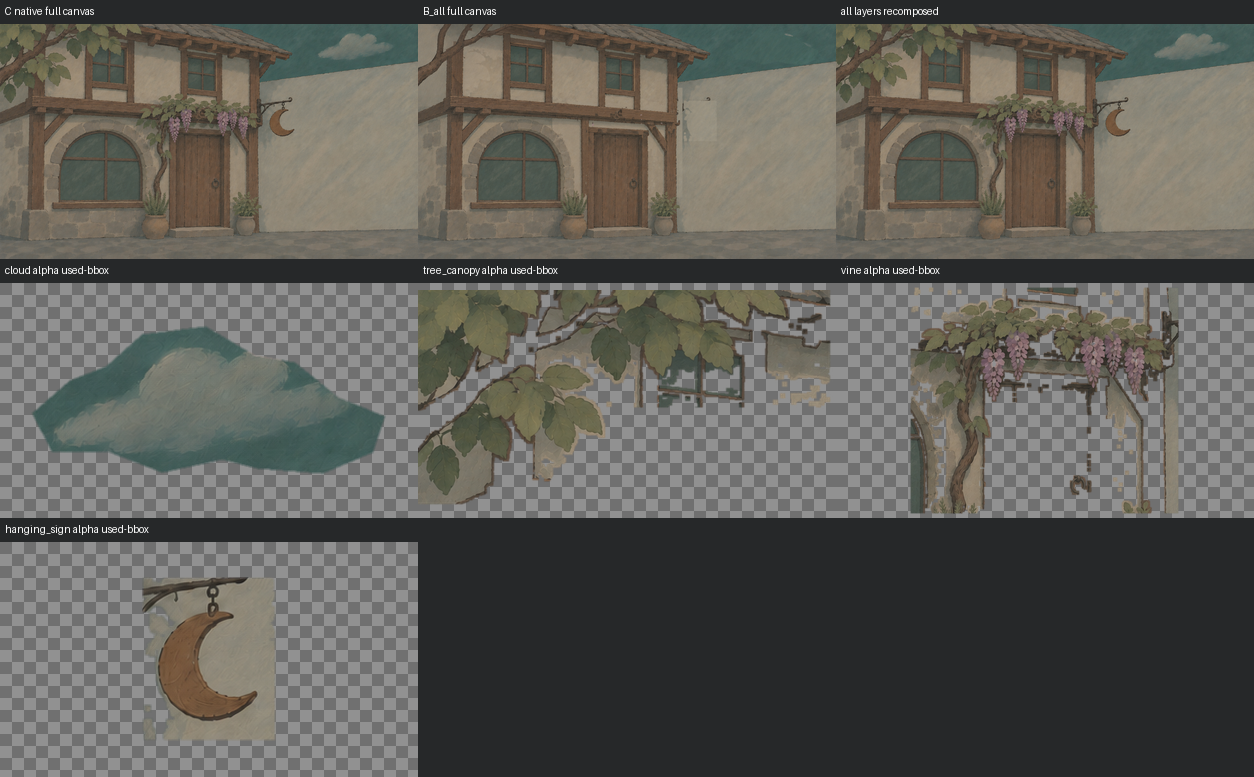 C native full canvas
B_all full canvas
all layers recomposed
cloud alpha used-bbox
tree_canopy alpha used-bbox
vine alpha used-bbox
hanging_sign alpha used-bbox